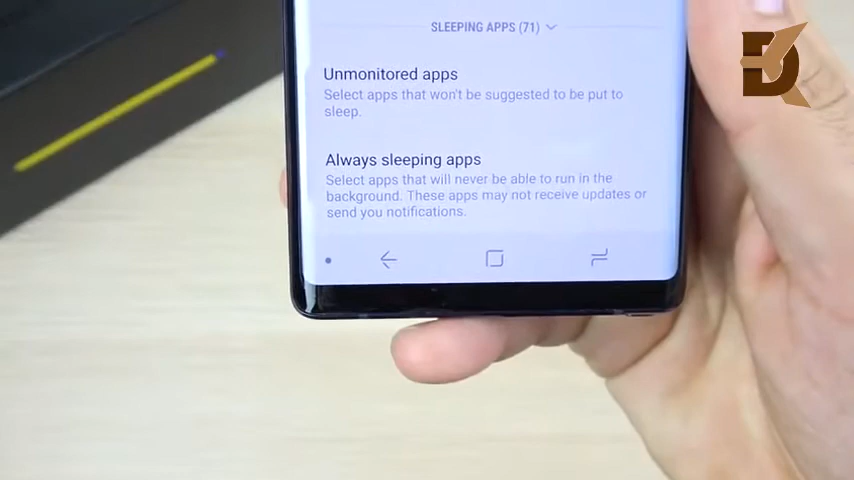 SLEEPING APPS (71)
Unmonitored apps
Select apps that won't be suggested to be put to
sleep.
Always sleeping apps
Select apps that will never be able to run in the
background. These apps may not receive updates or
send you notifications.